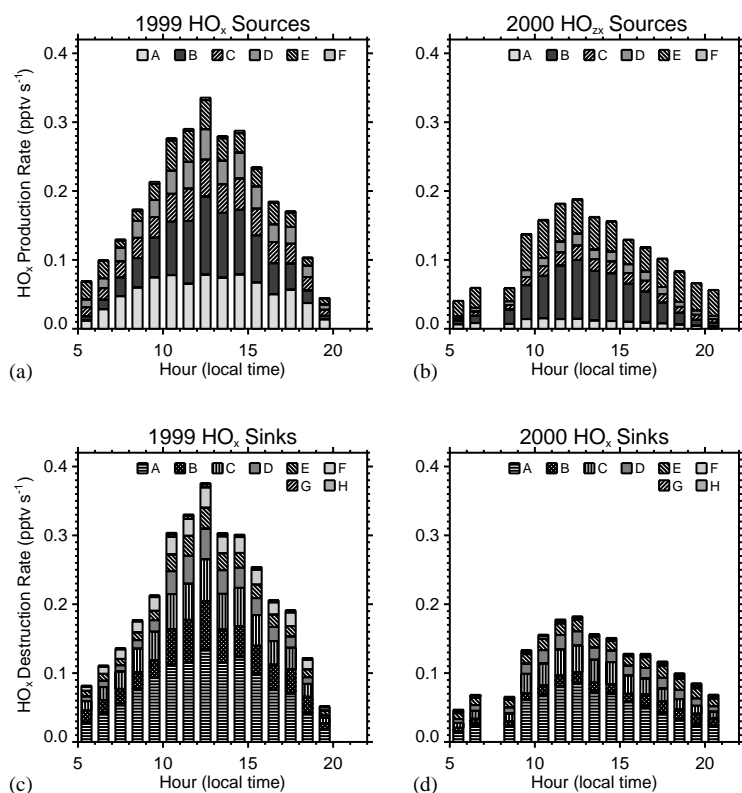 1999 HOx Sources
A B C D E F
HOx Production Rate (pptv s-1)
0.4
0.3
0.2
0.1
0.0
5 10 15 20
Hour (local time)
(a)
2000 HOzx Sources
A B C D E F
0.4
0.3
0.2
0.1
0.0
5 10 15 20
Hour (local time)
(b)
1999 HOx Sinks
A B C D E F
G H
HOx Destruction Rate (pptv s-1)
0.4
0.3
0.2
0.1
0.0
5 10 15 20
Hour (local time)
(c)
2000 HOx Sinks
A B C D E F
G H
0.4
0.3
0.2
0.1
0.0
5 10 15 20
Hour (local time)
(d)